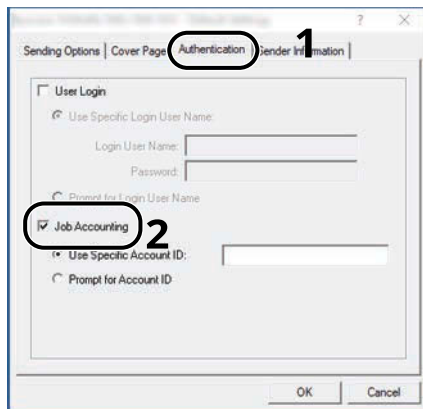 ? ×
Sending Options Cover Page Authentication Sender Information
1
User Login
Use Specific Login User Name:
Login User Name:
Password:
Prompt for Login User Name
Job Accounting
2
Use Specific Account ID:
Prompt for Account ID
OK Cancel